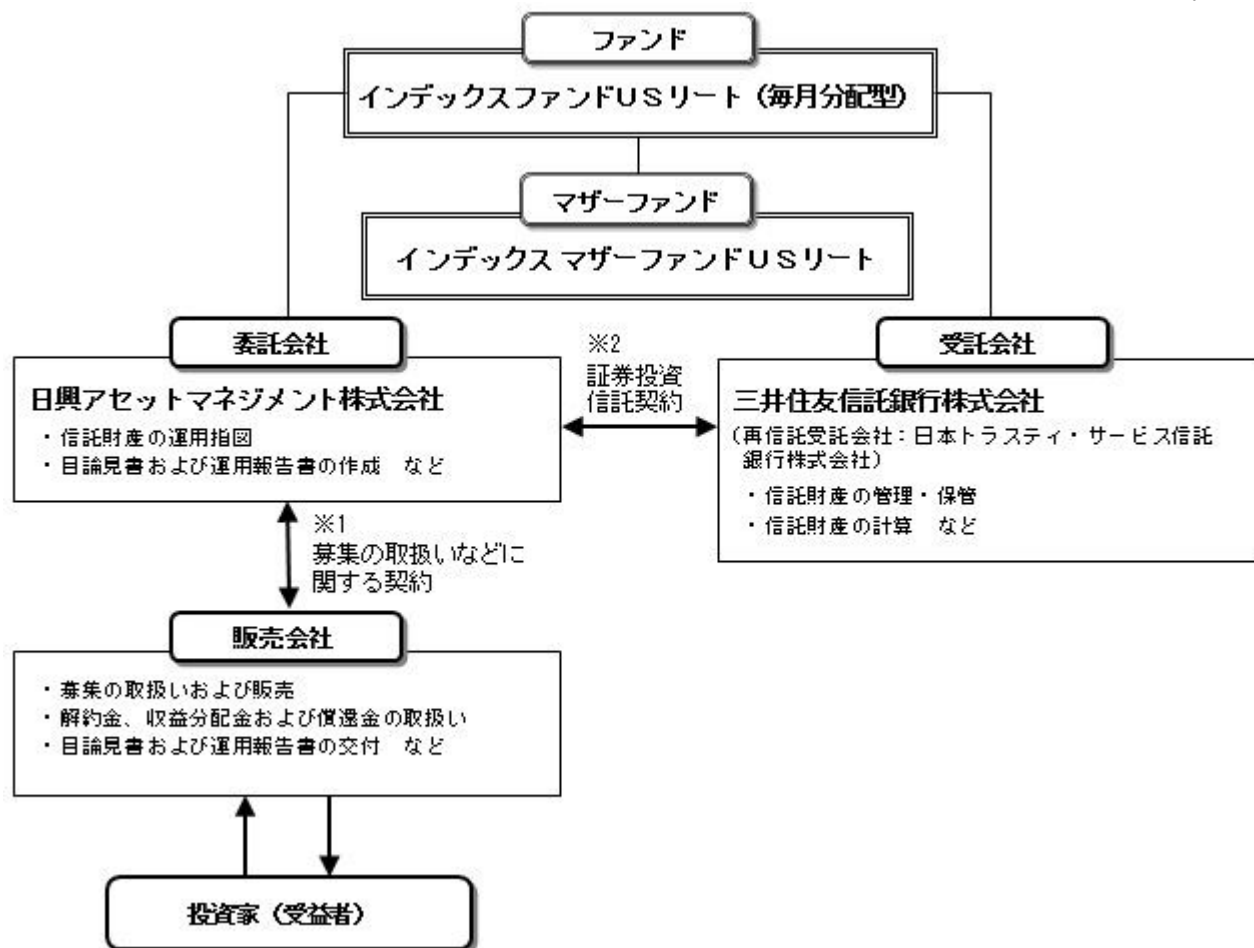 ファンド
インデックスファンドUSリート（毎月分配型）
マザーファンド
インデックス マザーファンドUSリート
委託会社
日興アセットマネジメント株式会社
・信託財産の運用指図
・目論見書および運用報告書の作成　など
※2
証券投資
信託契約
受託会社
三井住友信託銀行株式会社
（再信託受託会社：日本トラスティ・サービス信託
銀行株式会社）
・信託財産の管理・保管
・信託財産の計算　など
※1
募集の取扱いなどに
関する契約
販売会社
・募集の取扱いおよび販売
・解約金、収益分配金および償還金の取扱い
・目論見書および運用報告書の交付　など
投資家（受益者）